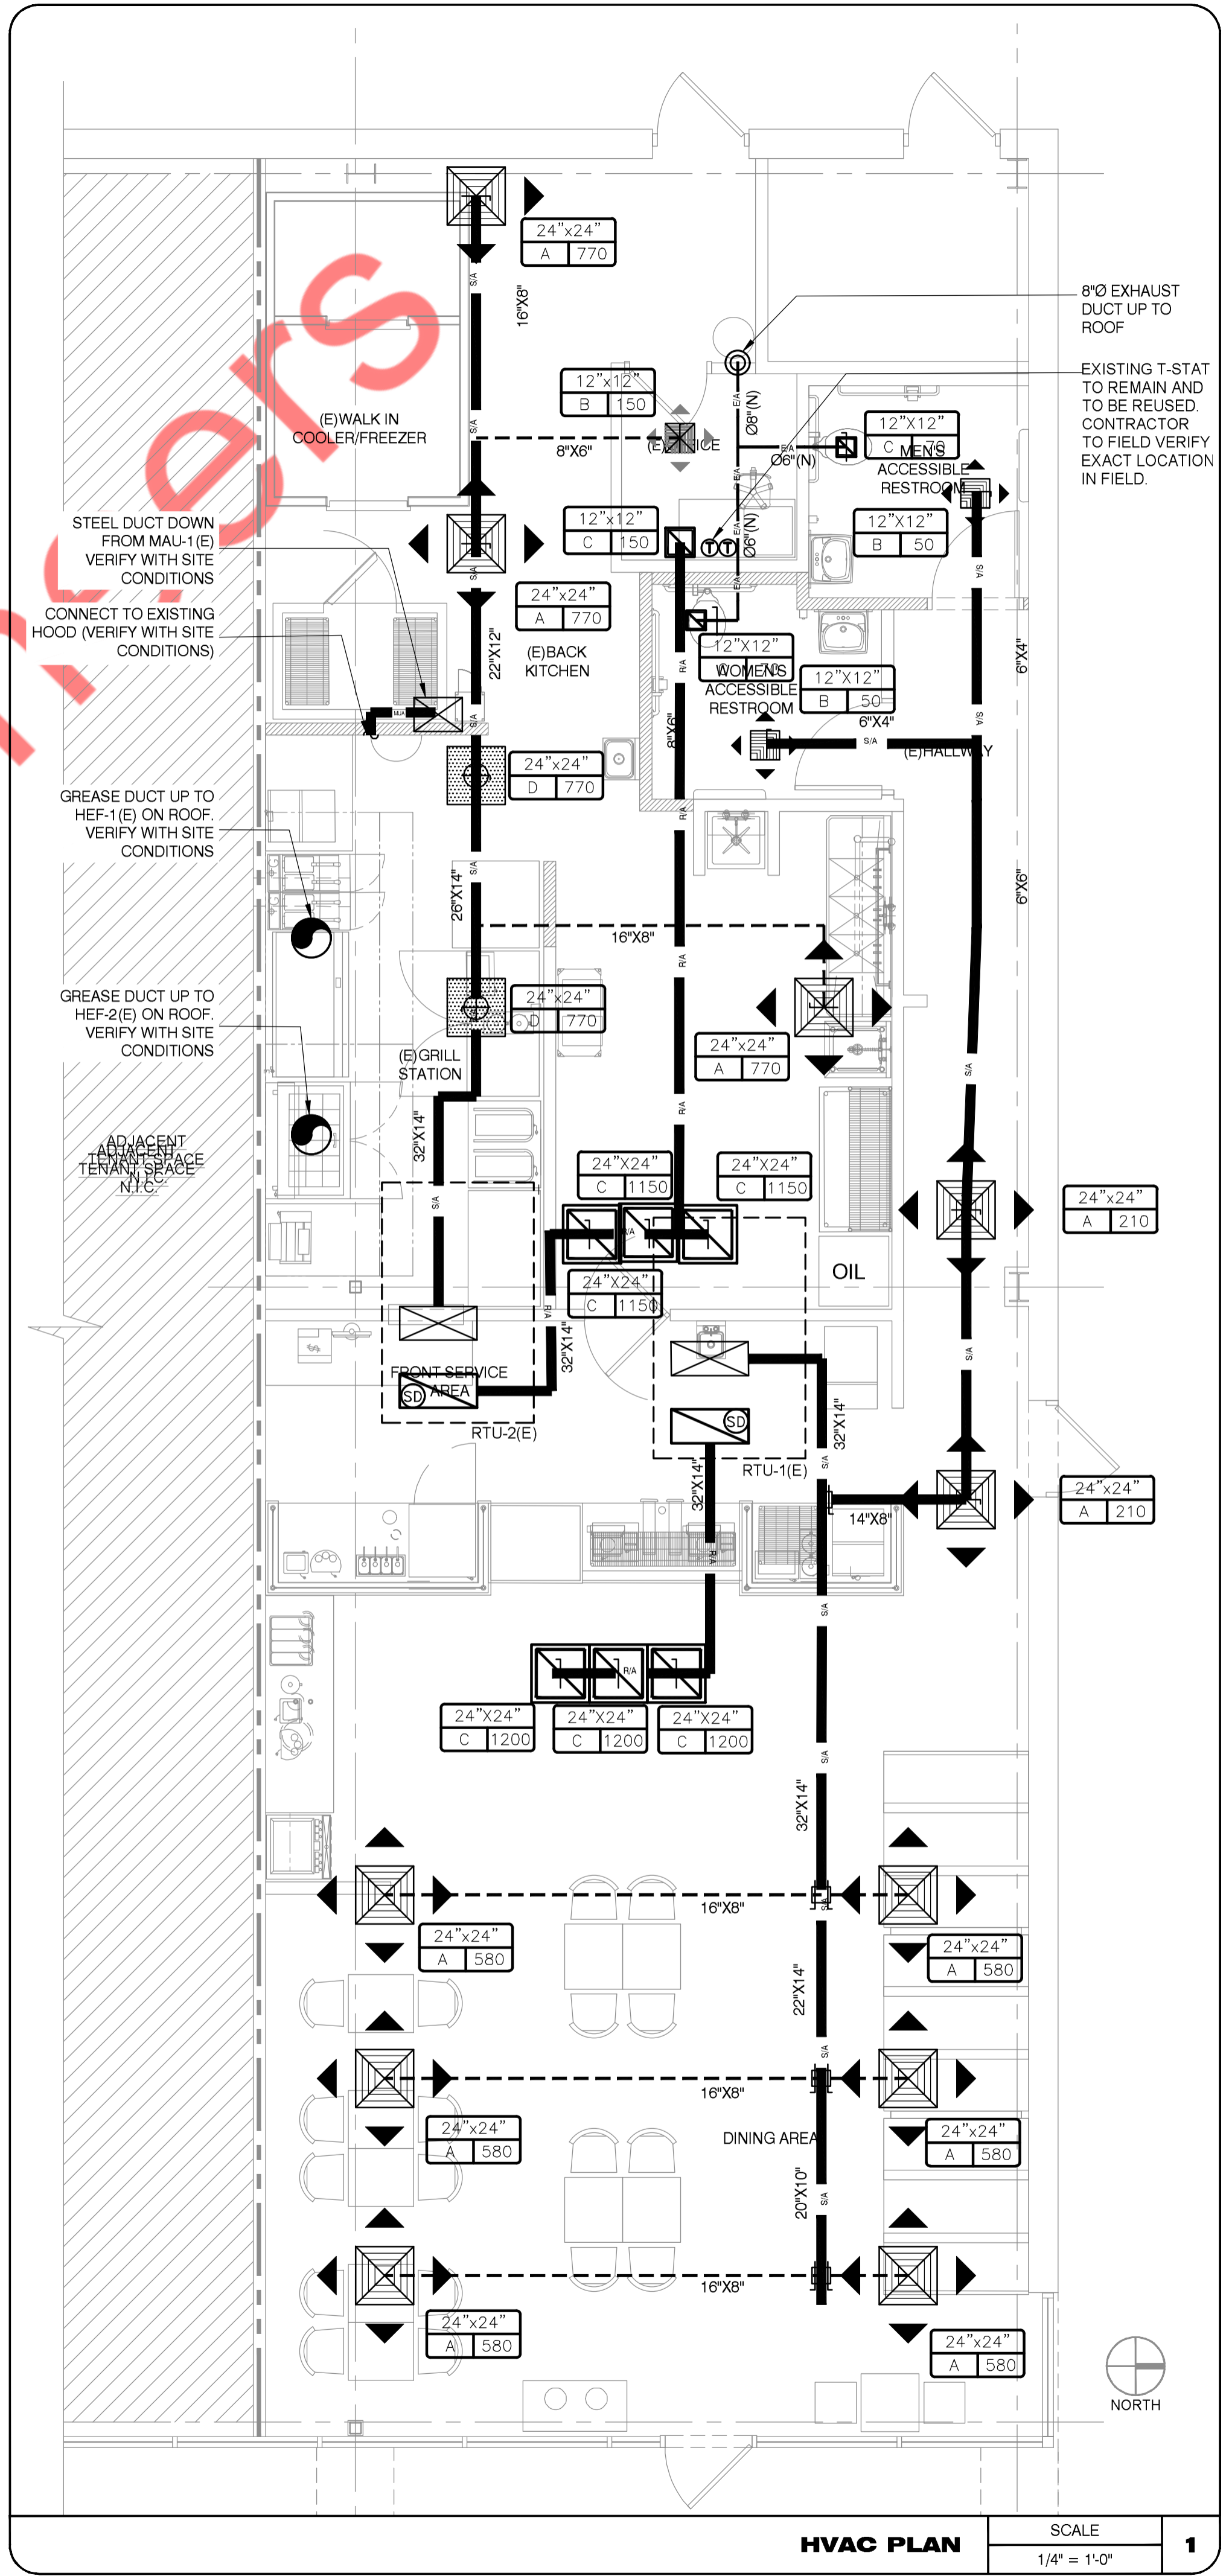 24"x24"
A 770
16"X8"
S/A
8"Ø EXHAUST
DUCT UP TO
ROOF
EXISTING T-STAT
TO REMAIN AND
TO BE REUSED.
CONTRACTOR
TO FIELD VERIFY
EXACT LOCATION
IN FIELD.
12"x12"
B 150
E/A
Ø8"(N)
(E)WALK IN
COOLER/FREEZER
S/A
8"X6"
E/A
Ø6"(N)
12"X12"
C 70
MEN'S
ACCESSIBLE
RESTROOM
E/A
12"x12"
C 150
T T
E/A
Ø6"(N)
12"X12"
B 50
STEEL DUCT DOWN
FROM MAU-1(E)
VERIFY WITH SITE
CONDITIONS
S/A
S/A
E/A
24"x24"
A 770
CONNECT TO EXISTING
HOOD (VERIFY WITH SITE
CONDITIONS)
22"X12"
(E)BACK
KITCHEN
R/A
12"X12"
WOMEN'S
ACCESSIBLE
RESTROOM
12"X12"
B 50
6"X4"
6"X4"
MUA
S/A
8"X6"
S/A
S/A
(E)HALLWAY
24"x24"
D 770
GREASE DUCT UP TO
HEF-1(E) ON ROOF.
VERIFY WITH SITE
CONDITIONS
R/A
S/A
26"X14"
6"X6"
16"X8"
R/A
GREASE DUCT UP TO
HEF-2(E) ON ROOF.
VERIFY WITH SITE
CONDITIONS
24"x24"
D 770
(E)GRILL
STATION
24"x24"
A 770
S/A
R/A
32"X14"
ADJACENT
ADJACENT
TENANT SPACE
TENANT SPACE
N.I.C.
N.I.C.
24"X24"
C 1150
24"X24"
C 1150
S/A
24"x24"
A 210
R/A
24"X24"
C 1150
OIL
R/A
32"X14"
S/A
FRONT SERVICE
AREA
SD
SD
RTU-2(E)
RTU-1(E)
32"X14"
32"X14"
S/A
24"x24"
A 210
14"X8"
R/A
S/A
R/A
24"X24"
C 1200
24"X24"
C 1200
24"X24"
C 1200
S/A
32"X14"
16"X8"
S/A
24"x24"
A 580
24"x24"
A 580
22"X14"
S/A
16"X8"
24"x24"
A 580
24"x24"
A 580
DINING AREA
20"X10"
S/A
16"X8"
24"x24"
A 580
24"x24"
A 580
NORTH
HVAC PLAN
SCALE
1/4" = 1'-0"
1